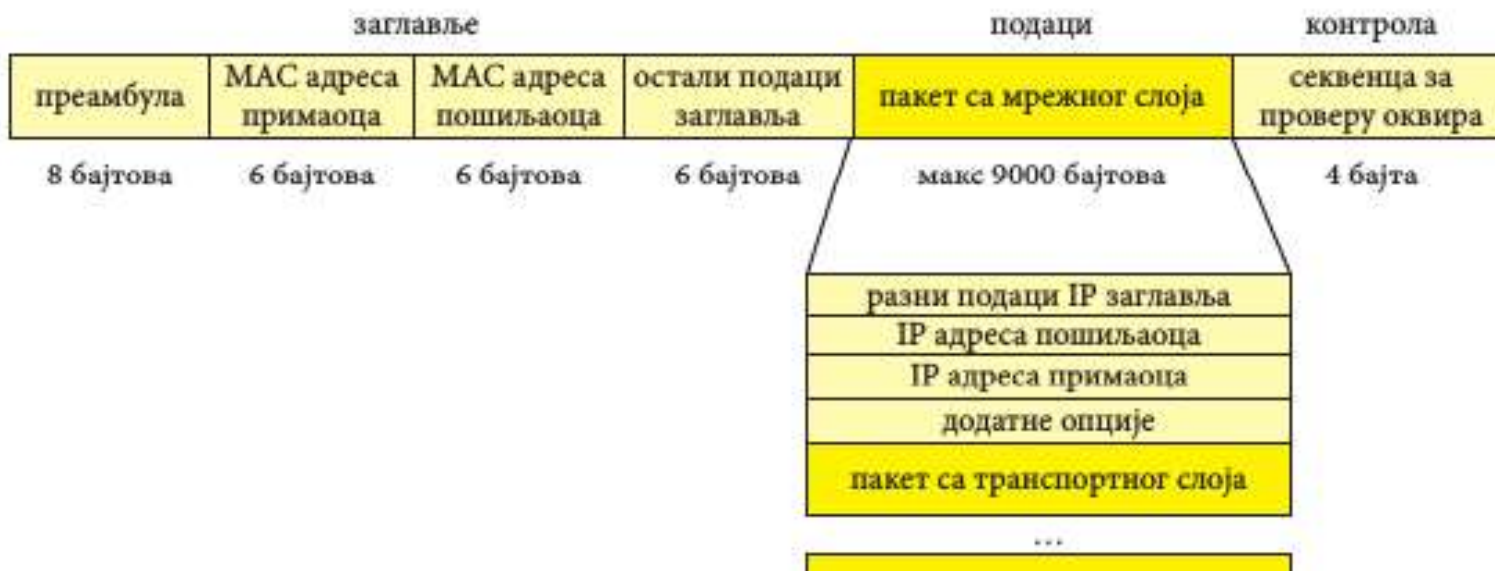 заглавље подаци контрола
преамбула
МАС адреса
примаоца
МАС адреса
пошиљаоца
остали подаци
заглавља
пакет са мрежног слоја
секвенца за
проверу оквира
8 бајтова 6 бајтова 6 бајтова 6 бајтова макс 9000 бајтова 4 бајта
разни подаци IP заглавља
IP адреса пошиљаоца
IP адреса примаоца
додатне опције
пакет са транспортног слоја
...